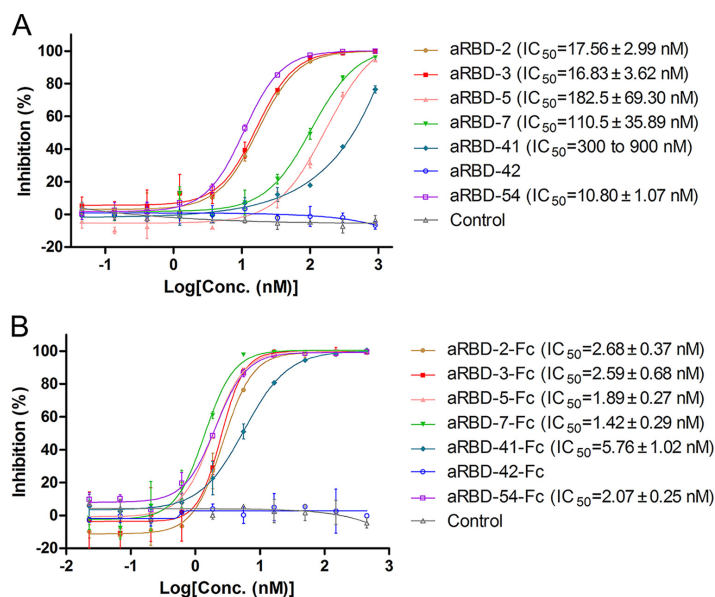 A
Inhibition (%)
100
80
60
40
20
0
-20
-1
0
1
2
3
Log[Conc. (nM)]
aRBD-2 (IC50=17.56±2.99 nM)
aRBD-3 (IC50=16.83±3.62 nM)
aRBD-5 (IC50=182.5±69.30 nM)
aRBD-7 (IC50=110.5±35.89 nM)
aRBD-41 (IC50=300 to 900 nM)
aRBD-42
aRBD-54 (IC50=10.80±1.07 nM)
Control
B
Inhibition (%)
100
80
60
40
20
0
-20
-2
-1
0
1
2
3
Log[Conc. (nM)]
aRBD-2-Fc (IC50=2.68±0.37 nM)
aRBD-3-Fc (IC50=2.59±0.68 nM)
aRBD-5-Fc (IC50=1.89±0.27 nM)
aRBD-7-Fc (IC50=1.42±0.29 nM)
aRBD-41-Fc (IC50=5.76±1.02 nM)
aRBD-42-Fc
aRBD-54-Fc (IC50=2.07±0.25 nM)
Control